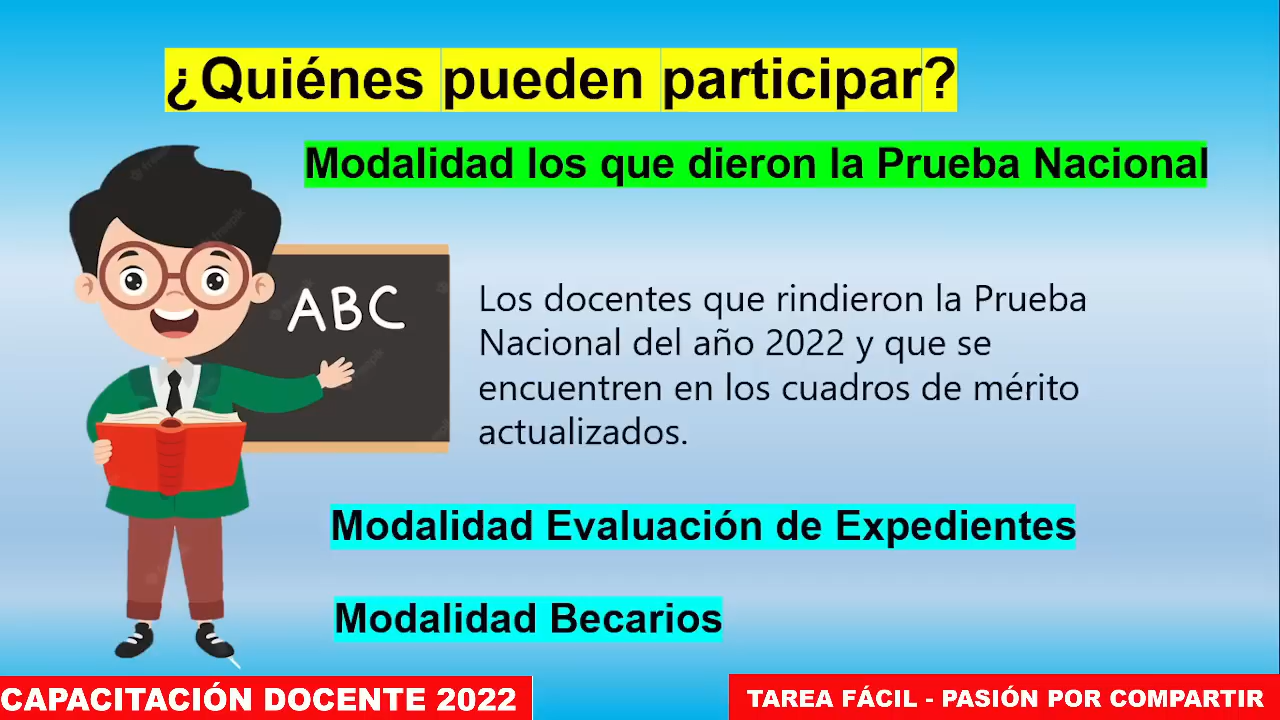 ¿Quiénes pueden participar?
Modalidad los que dieron la Prueba Nacional
ABC
Los docentes que rindieron la Prueba
Nacional del año 2022 y que se
encuentren en los cuadros de mérito
actualizados.
Modalidad Evaluación de Expedientes
Modalidad Becarios
CAPACITACIÓN DOCENTE 2022
TAREA FÁCIL - PASIÓN POR COMPARTIR